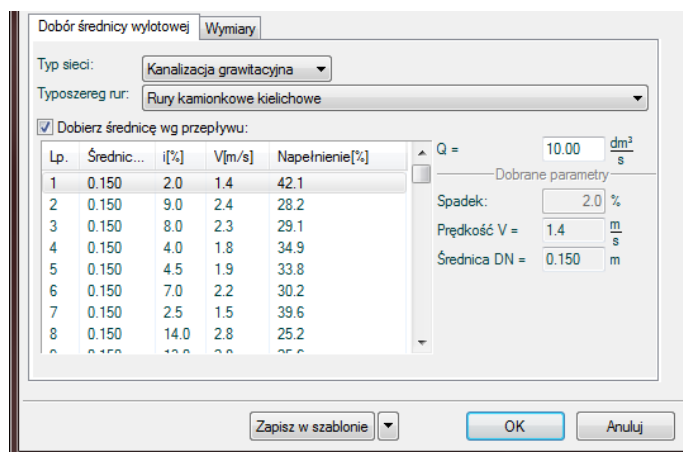 Dobór średnicy wylotowej Wymiary
Typ sieci: Kanalizacja grawitacyjna
Typoszereg rur: Rury kamionkowe kielichowe
Dobierz średnicę wg przepływu:
Lp. Średnic... i[%] V[m/s] Napełnienie[%]
1 0.150 2.0 1.4 42.1
2 0.150 9.0 2.4 28.2
3 0.150 8.0 2.3 29.1
4 0.150 4.0 1.8 34.9
5 0.150 4.5 1.9 33.8
6 0.150 7.0 2.2 30.2
7 0.150 2.5 1.5 39.6
8 0.150 14.0 2.8 25.2
Q = 10.00 dm³/s
Dobrane parametry
Spadek: 2.0 %
Prędkość V = 1.4 m/s
Średnica DN = 0.150 m
Zapisz w szablonie OK Anuluj